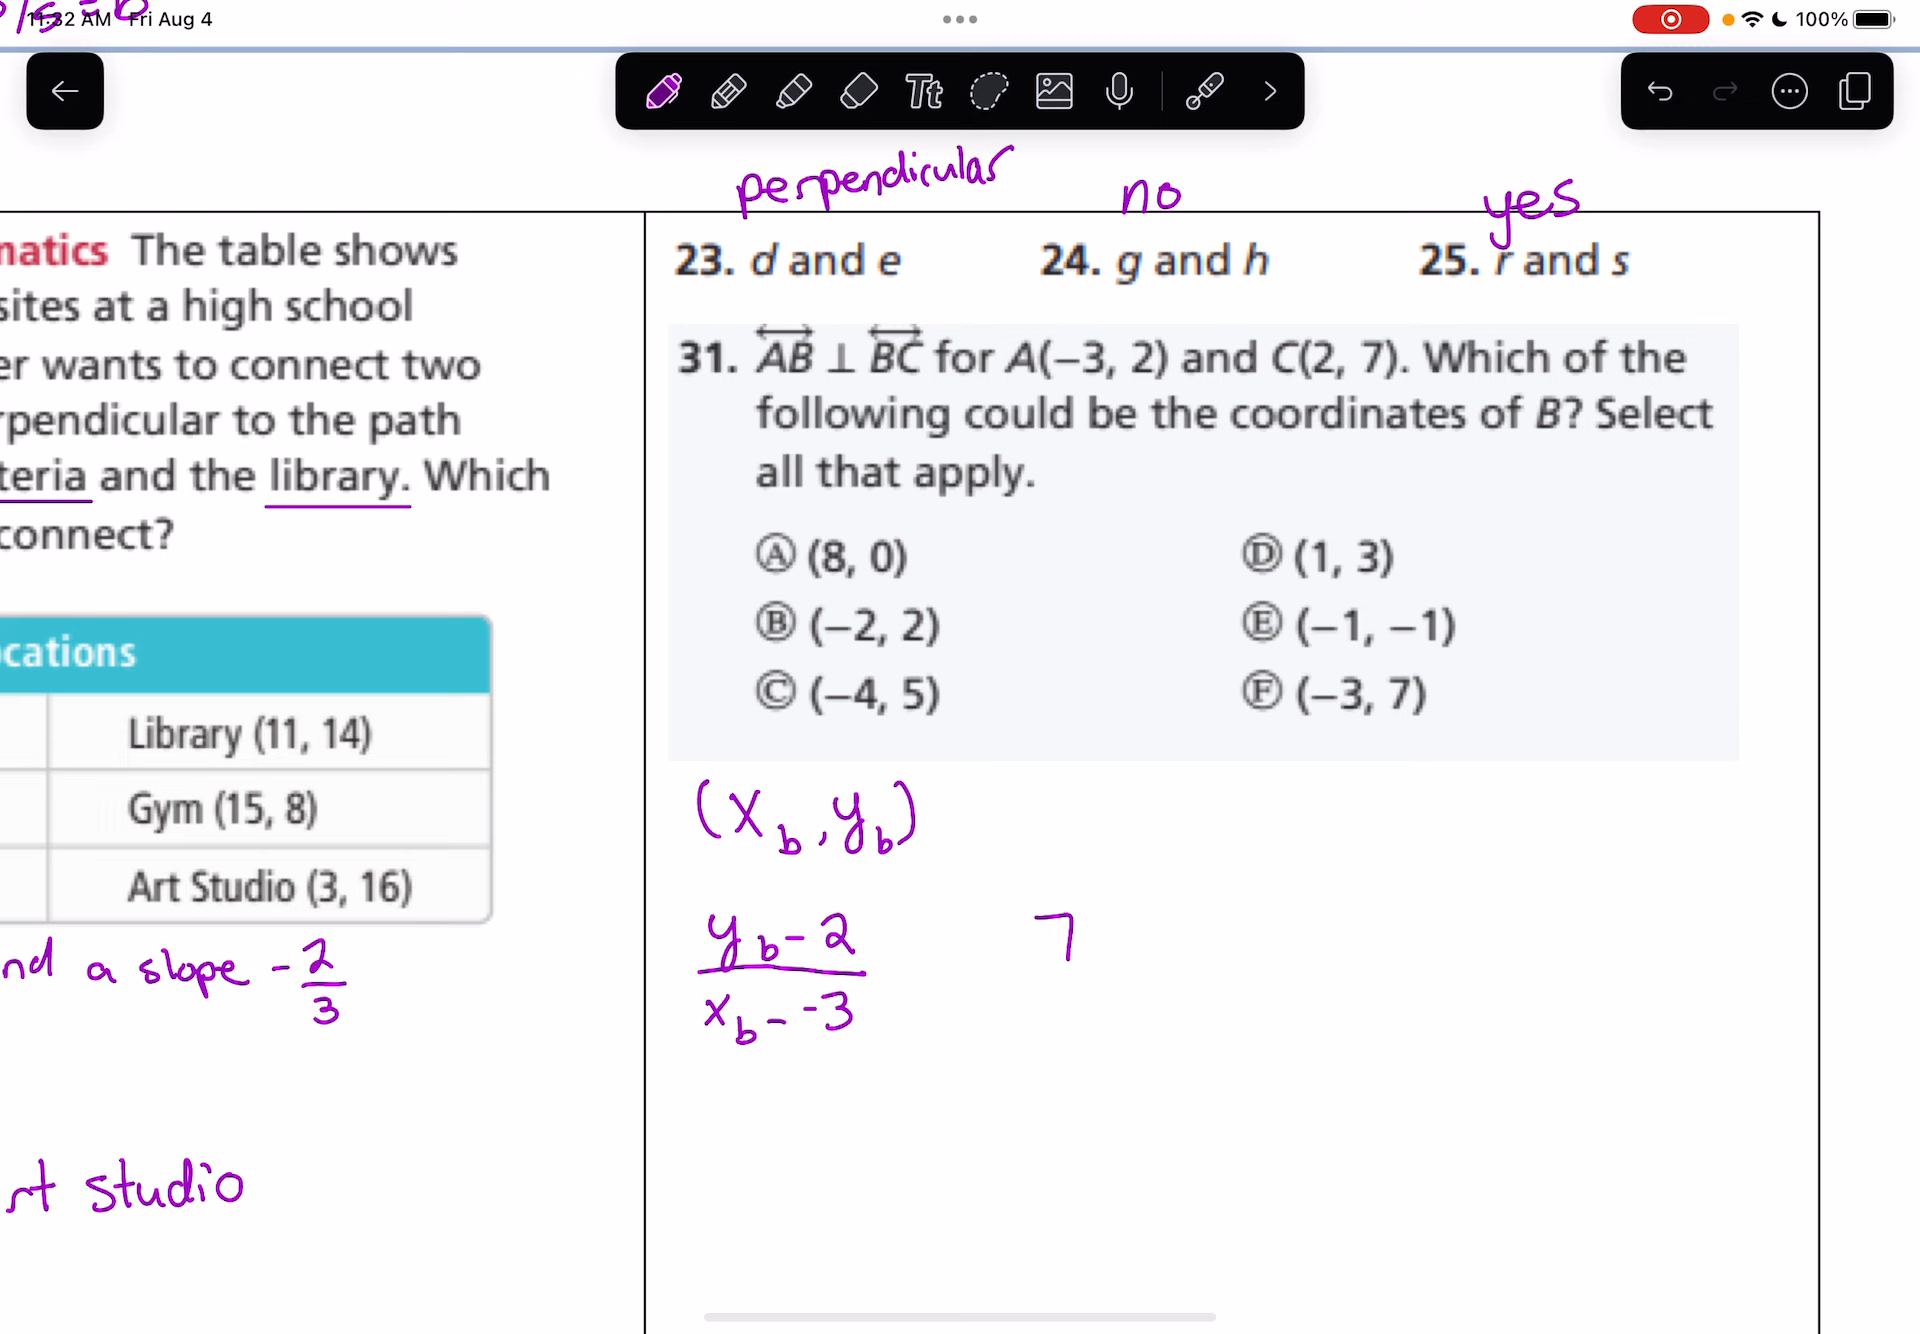 11:32 AM Fri Aug 4
100%
Tt
perpendicular no yes
matics The table shows
sites at a high school
er wants to connect two
rpendicular to the path
teria and the library. Which
connect?
ocations
Library (11, 14)
Gym (15, 8)
Art Studio (3, 16)
nd a slope - 2/3
rt studio
23. d and e 24. g and h 25. r and s
31. AB ⊥ BC for A(−3, 2) and C(2, 7). Which of the
following could be the coordinates of B? Select
all that apply.
Ⓐ (8, 0) Ⓓ (1, 3)
Ⓑ (−2, 2) Ⓔ (−1, −1)
Ⓒ (−4, 5) Ⓕ (−3, 7)
(x_b, y_b)
y_b - 2 7
x_b - -3